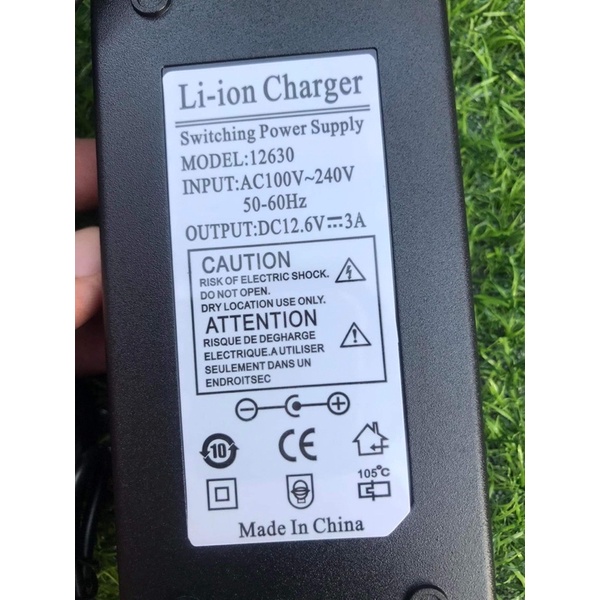 Li-ion Charger
Switching Power Supply
MODEL:12630
INPUT:AC100V~240V
50-60Hz
OUTPUT:DC12.6V⎓3A
CAUTION
RISK OF ELECTRIC SHOCK.
DO NOT OPEN.
DRY LOCATION USE ONLY.
ATTENTION
RISQUE DE DEGHARGE
ELECTRIQUE.A UTILISER
SEULEMENT DANS UN
ENDROITSEC
10
CE
105°C
Made In China